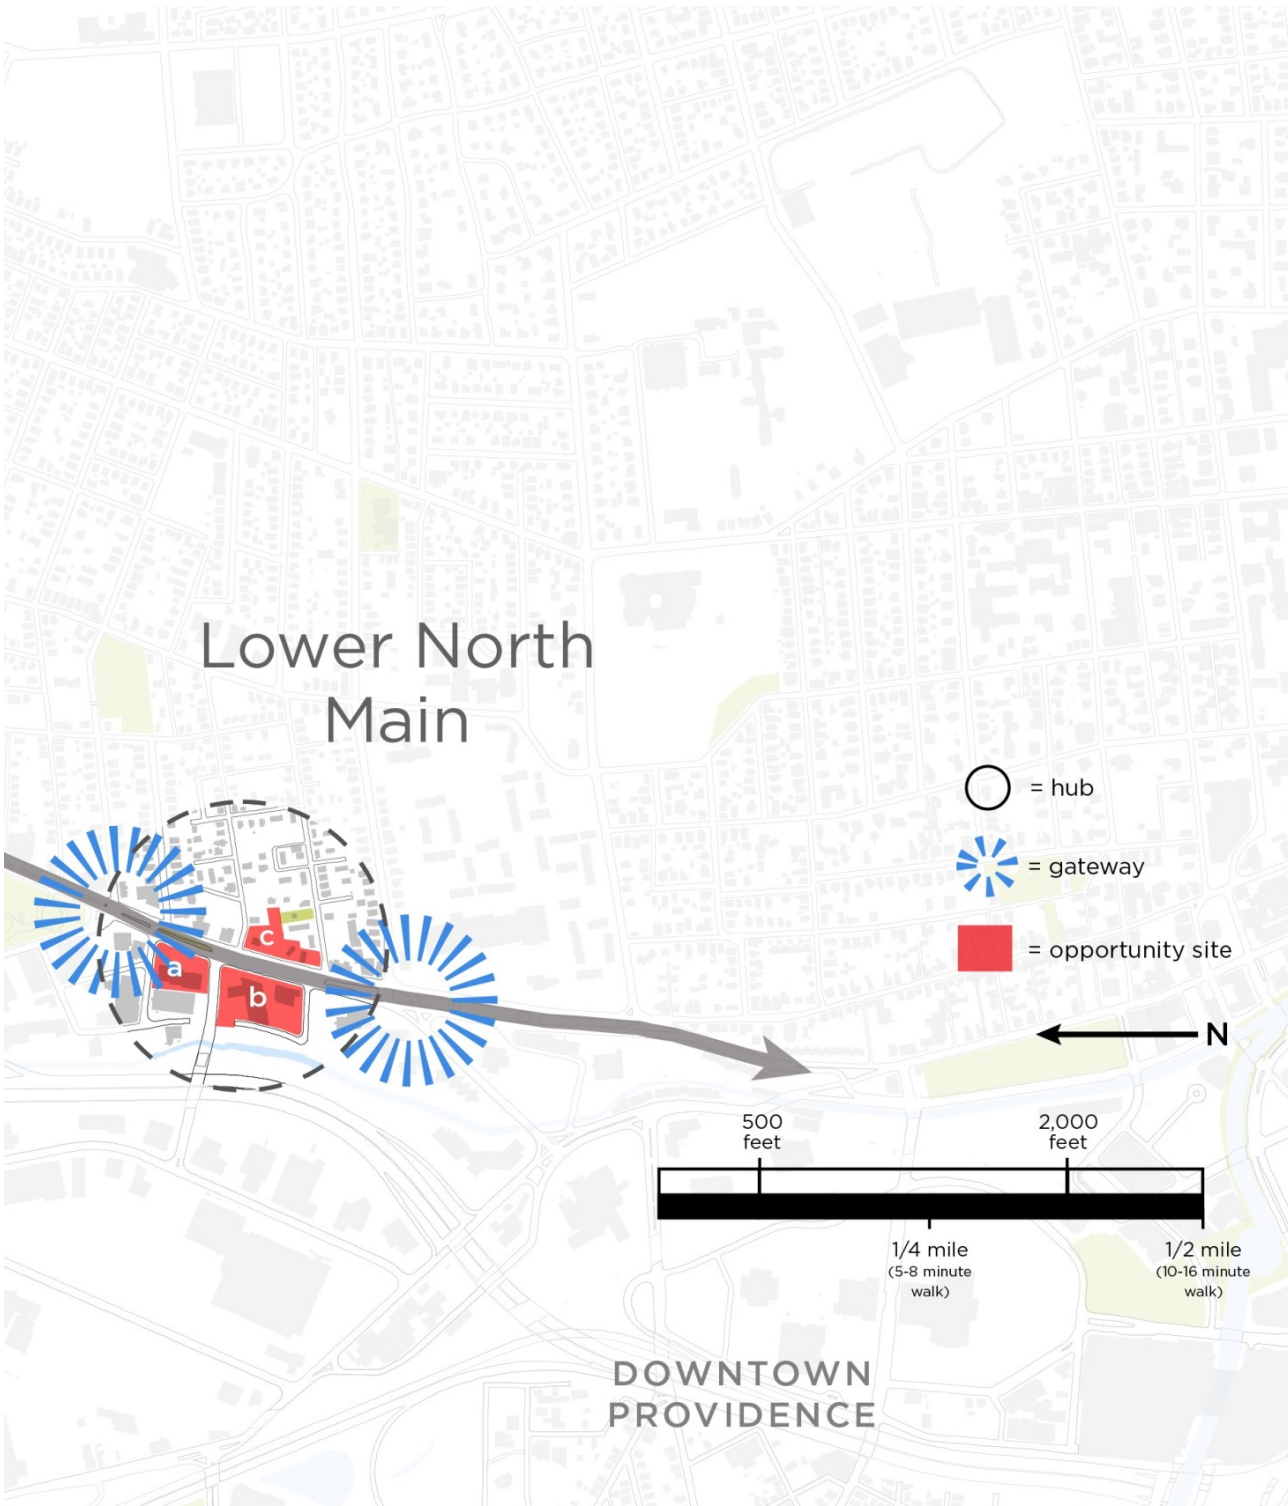 Lower North
Main
= hub
= gateway
= opportunity site
c
a
b
N
500
feet
2,000
feet
1/4 mile
(5-8 minute
walk)
1/2 mile
(10-16 minute
walk)
DOWNTOWN
PROVIDENCE